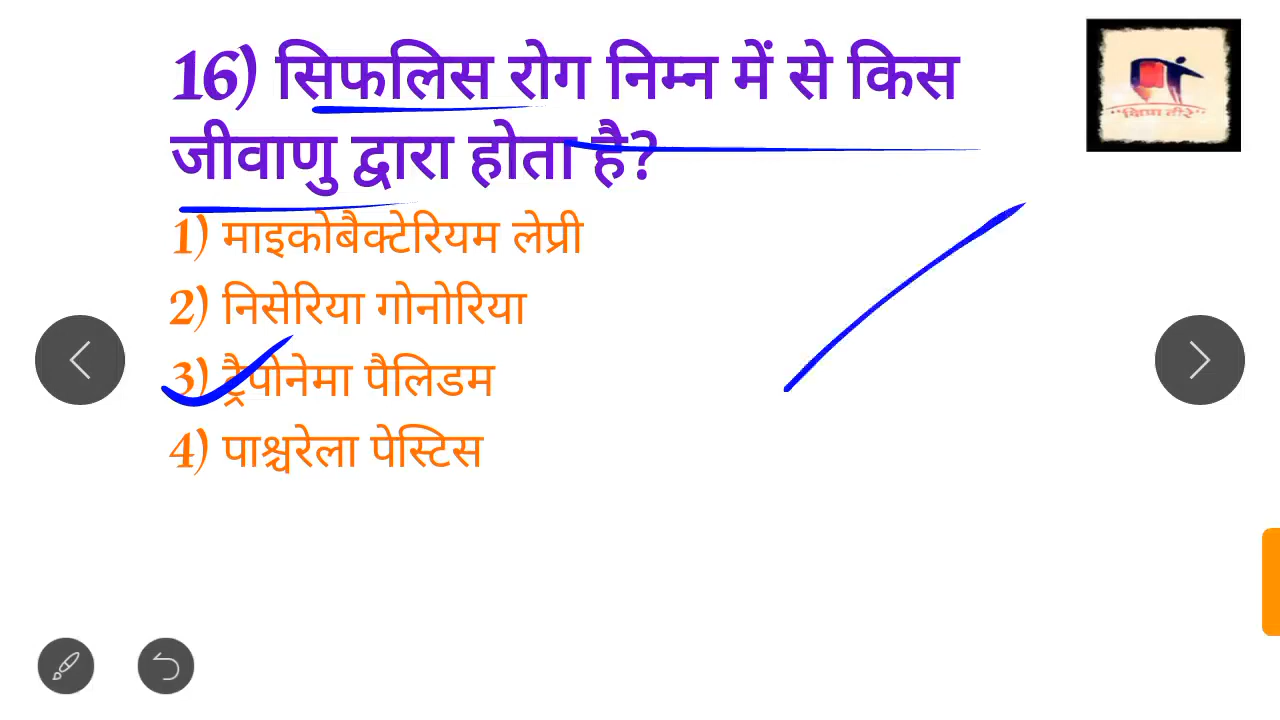 16) सिफलिस रोग निम्न में से किस
जीवाणु द्वारा होता है?
1) माइकोबैक्टेरियम लेप्री
2) निसेरिया गोनोरिया
3) ट्रैपोनेमा पैलिडम
4) पाश्चरेला पेस्टिस